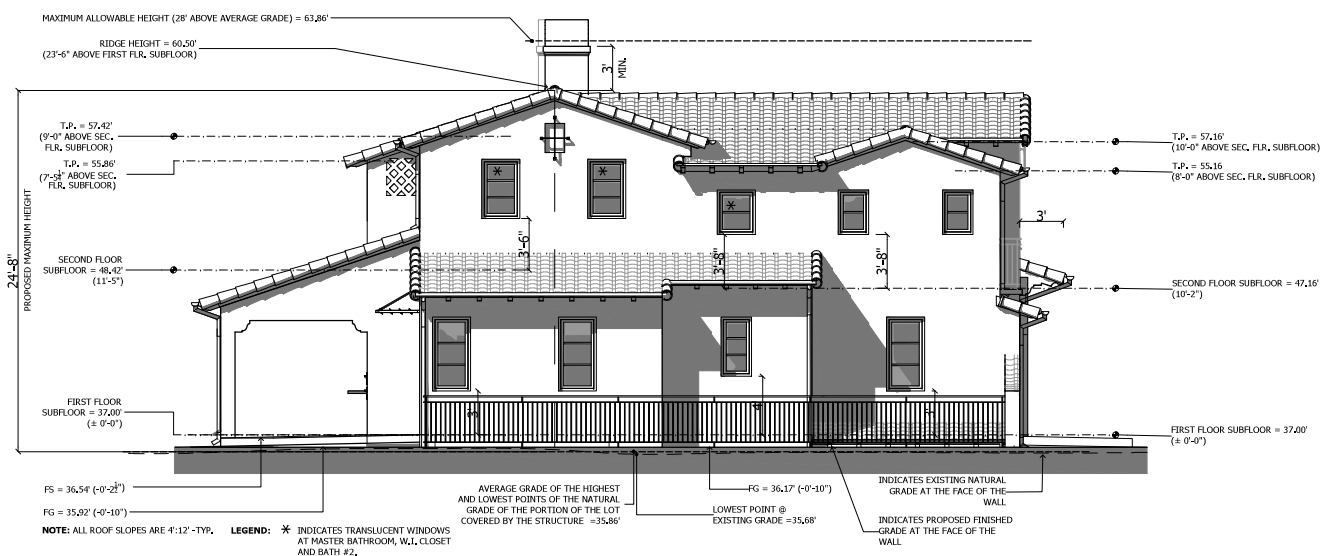 MAXIMUM ALLOWABLE HEIGHT (28' ABOVE AVERAGE GRADE) = 63.86'
RIDGE HEIGHT = 60.50'
(23'-6" ABOVE FIRST FLR. SUBFLOOR)
3'
MIN.
T.P. = 57.42'
(9'-0" ABOVE SEC.
FLR. SUBFLOOR)
T.P. = 55.86'
ABOVE SEC.
FLR. SUBFLOOR)
T.P. = 57.16'
(10'-0" ABOVE SEC. FLR. SUBFLOOR)
T.P. = 55.16
(8'-0" ABOVE SEC. FLR. SUBFLOOR)
24'-8"
PROPOSED MAXIMUM HEIGHT
3'-6"
3'-8"
3'-8"
3'
SECOND FLOOR
SUBFLOOR = 48.42'
(11'-5")
SECOND FLOOR SUBFLOOR = 47.16'
(10'-2")
FIRST FLOOR
SUBFLOOR = 37.00'
(± 0'-0")
3'
4'
FIRST FLOOR SUBFLOOR = 37.00'
(± 0'-0")
FS = 36.54' (-0'-2½")
FG = 35.92' (-0'-10")
AVERAGE GRADE OF THE HIGHEST
AND LOWEST POINTS OF THE NATURAL
GRADE OF THE PORTION OF THE LOT
COVERED BY THE STRUCTURE =35.86'
LOWEST POINT @
EXISTING GRADE =35.68'
FG = 36.17' (-0'-10")
INDICATES EXISTING NATURAL
GRADE AT THE FACE OF THE
WALL
INDICATES PROPOSED FINISHED
GRADE AT THE FACE OF THE
WALL
NOTE: ALL ROOF SLOPES ARE 4':12' -TYP.
LEGEND: * INDICATES TRANSLUCENT WINDOWS
AT MASTER BATHROOM, W.I. CLOSET
AND BATH #2.